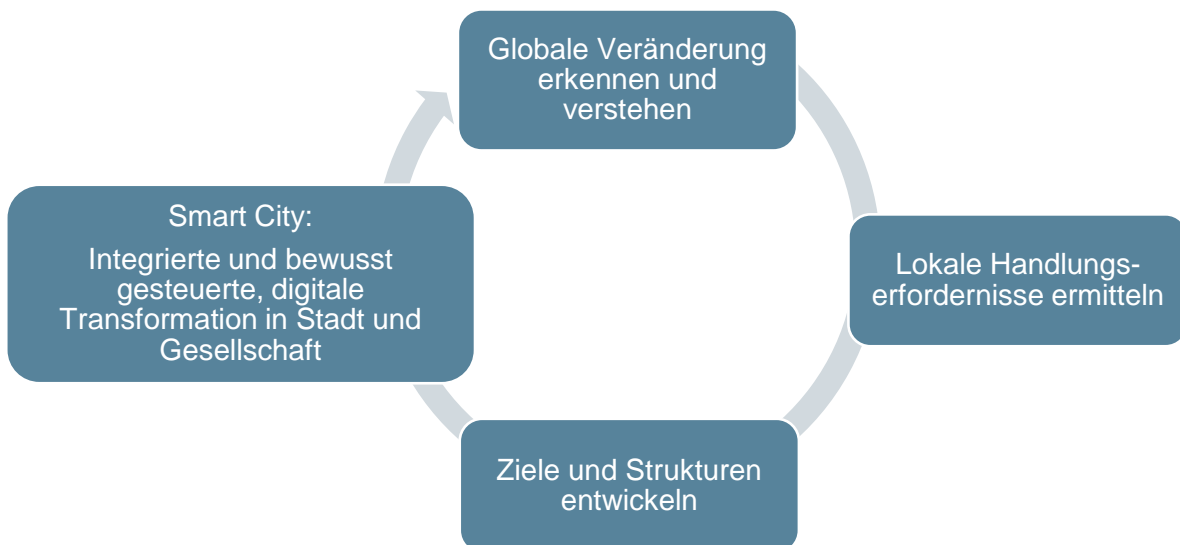 Globale Veränderung
erkennen und
verstehen
Lokale Handlungs-
erfordernisse ermitteln
Ziele und Strukturen
entwickeln
Smart City:
Integrierte und bewusst
gesteuerte, digitale
Transformation in Stadt und
Gesellschaft